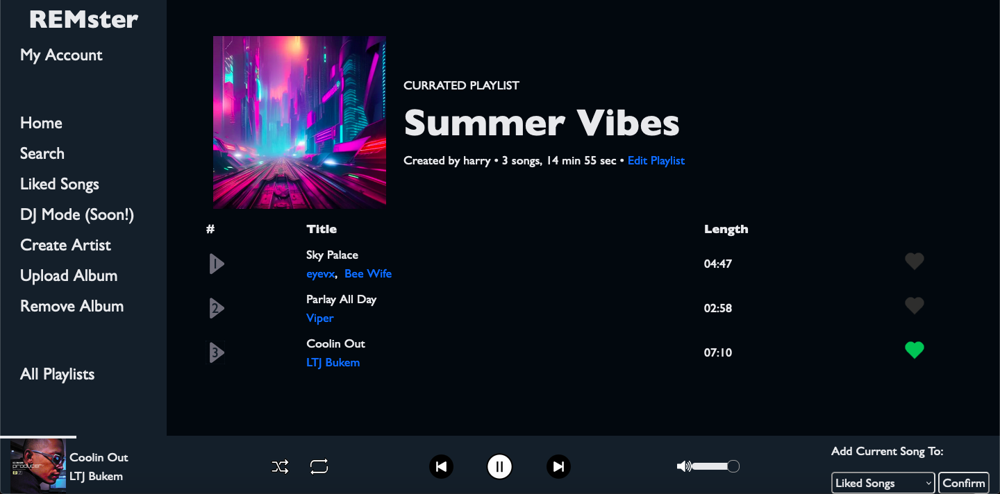 REMster
My Account
Home
Search
Liked Songs
DJ Mode (Soon!)
Create Artist
Upload Album
Remove Album
All Playlists
CURRATED PLAYLIST
Summer Vibes
Created by harry • 3 songs, 14 min 55 sec • Edit Playlist
# Title Length
1 Sky Palace 04:47
eyevx, Bee Wife
2 Parlay All Day 02:58
Viper
3 Coolin Out 07:10
LTJ Bukem
producer
Coolin Out
LTJ Bukem
Add Current Song To:
Liked Songs Confirm